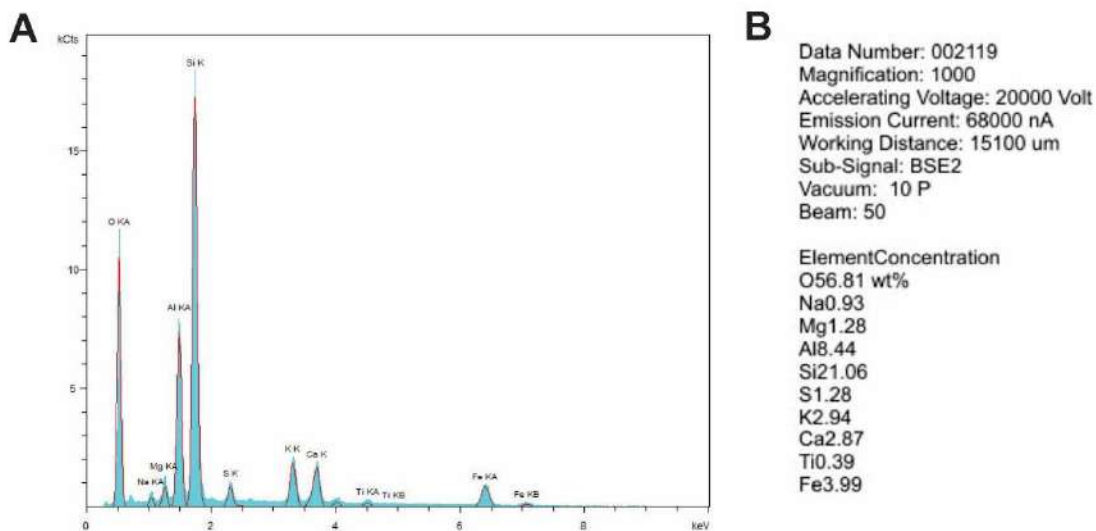 A
kCts
Si K
15
O KA
10
Al KA
5
Na KA
Mg KA
S K
K K
Ca K
Ti KA
Ti KB
Fe KA
Fe KB
0
2
4
6
8
keV
B
Data Number: 002119
Magnification: 1000
Accelerating Voltage: 20000 Volt
Emission Current: 68000 nA
Working Distance: 15100 um
Sub-Signal: BSE2
Vacuum: 10 P
Beam: 50
ElementConcentration
O56.81 wt%
Na0.93
Mg1.28
Al8.44
Si21.06
S1.28
K2.94
Ca2.87
Ti0.39
Fe3.99